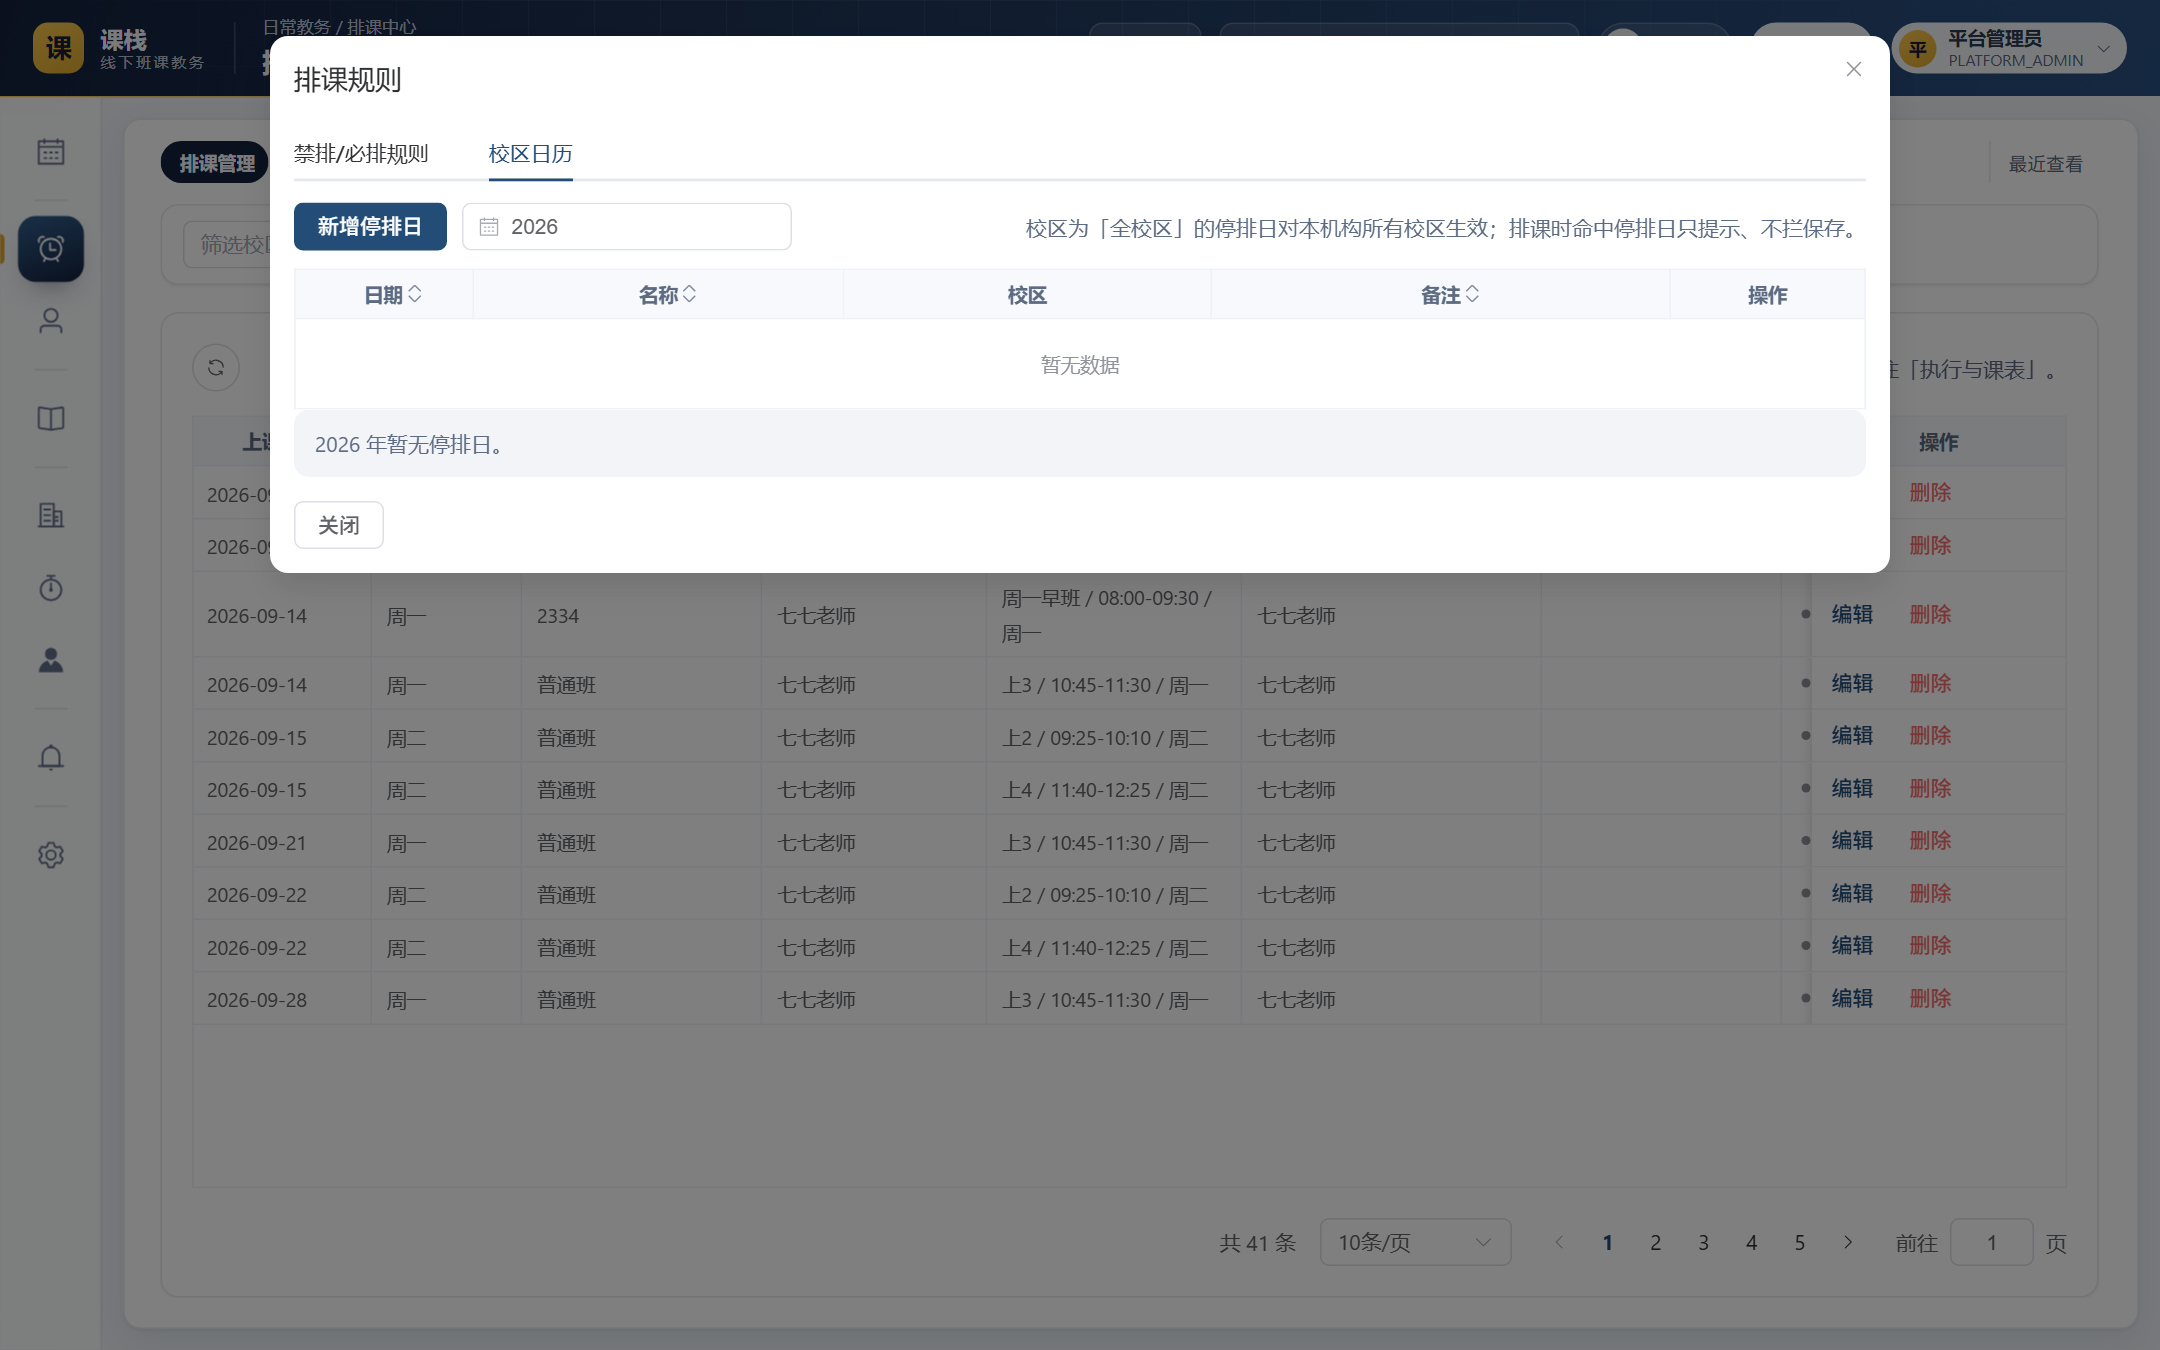 课
课栈
线下班课教务
日常教务 / 排课中心
平
平台管理员
PLATFORM_ADMIN
排课管理
最近查看
筛选校
排课规则
禁排/必排规则
校区日历
新增停排日
2026
校区为「全校区」的停排日对本机构所有校区生效；排课时命中停排日只提示、不拦保存。
日期 名称 校区 备注 操作
暂无数据
2026 年暂无停排日。
关闭
「执行与课表」。
上 操作
2026-0 删除
2026-0 删除
2026-09-14 周一 2334 七七老师 周一早班 / 08:00-09:30 / 周一 七七老师 编辑 删除
2026-09-14 周一 普通班 七七老师 上3 / 10:45-11:30 / 周一 七七老师 编辑 删除
2026-09-15 周二 普通班 七七老师 上2 / 09:25-10:10 / 周二 七七老师 编辑 删除
2026-09-15 周二 普通班 七七老师 上4 / 11:40-12:25 / 周二 七七老师 编辑 删除
2026-09-21 周一 普通班 七七老师 上3 / 10:45-11:30 / 周一 七七老师 编辑 删除
2026-09-22 周二 普通班 七七老师 上2 / 09:25-10:10 / 周二 七七老师 编辑 删除
2026-09-22 周二 普通班 七七老师 上4 / 11:40-12:25 / 周二 七七老师 编辑 删除
2026-09-28 周一 普通班 七七老师 上3 / 10:45-11:30 / 周一 七七老师 编辑 删除
共 41 条 10条/页 1 2 3 4 5 前往 1 页